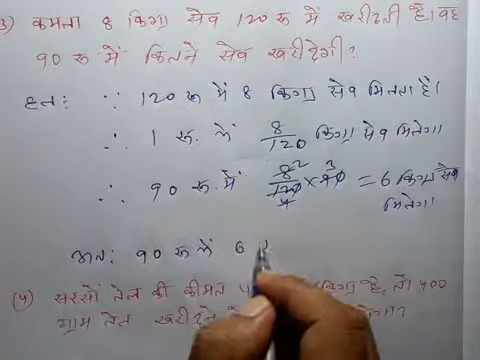 3) कमला 8 किग्रा सेव 120 रू में खरीदती है। वह
90 रू में कितने सेव खरीदेगी?
हल: ∵ 120 रू में 8 किग्रा सेव मिलता है।
∴ 1 रू. में 8/120 किग्रा सेव मिलेगा
∴ 90 रू में 8/120 × 90 = 6 किग्रा सेव
मिलेगा।
अतः 90 रू में 6
(4) सरसों तेल की कीमत किग्रा है, तो 400
ग्राम तेल खरीदने